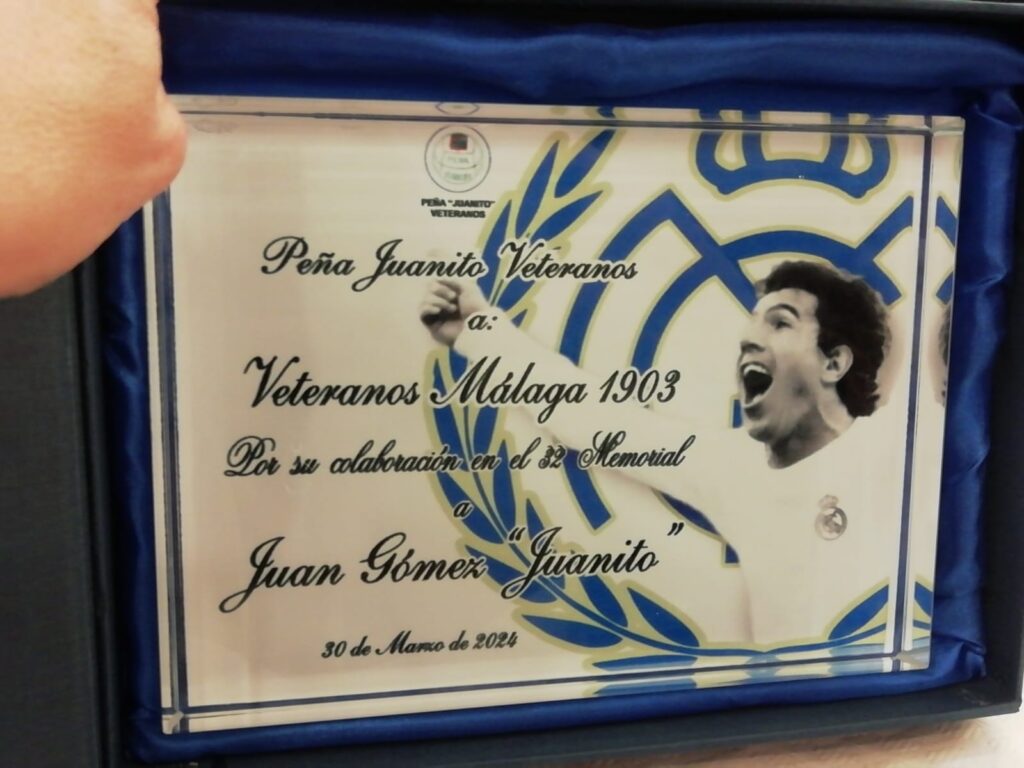 PEÑA "JUANITO"
VETERANOS
Peña Juanito Veteranos
a:
Veteranos Málaga 1903
Por su colaboración en el 32 Memorial
a
Juan Gómez "Juanito"
30 de Marzo de 2024